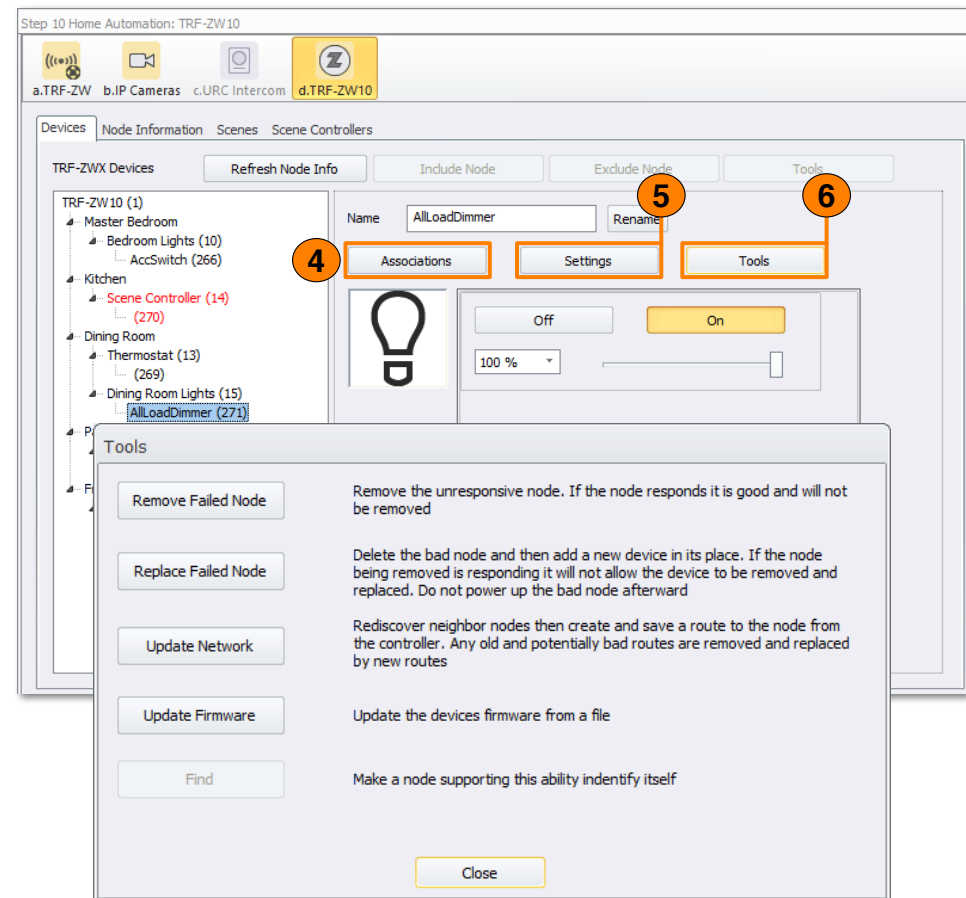 Step 10 Home Automation: TRF-ZW10
a.TRF-ZW b.IP Cameras c.URC Intercom d.TRF-ZW10
Devices Node Information Scenes Scene Controllers
TRF-ZWX Devices Refresh Node Info Include Node Exclude Node Tools
TRF-ZW10 (1)
Master Bedroom
Bedroom Lights (10)
AccSwitch (266)
Kitchen
Scene Controller (14)
(270)
Dining Room
Thermostat (13)
(269)
Dining Room Lights (15)
AllLoadDimmer (271)
5 6
Name AllLoadDimmer Rename
4 Associations Settings Tools
Off On
100 %
Tools
Remove Failed Node
Remove the unresponsive node. If the node responds it is good and will not
be removed
Replace Failed Node
Delete the bad node and then add a new device in its place. If the node
being removed is responding it will not allow the device to be removed and
replaced. Do not power up the bad node afterward
Update Network
Rediscover neighbor nodes then create and save a route to the node from
the controller. Any old and potentially bad routes are removed and replaced
by new routes
Update Firmware
Update the devices firmware from a file
Find
Make a node supporting this ability indentify itself
Close